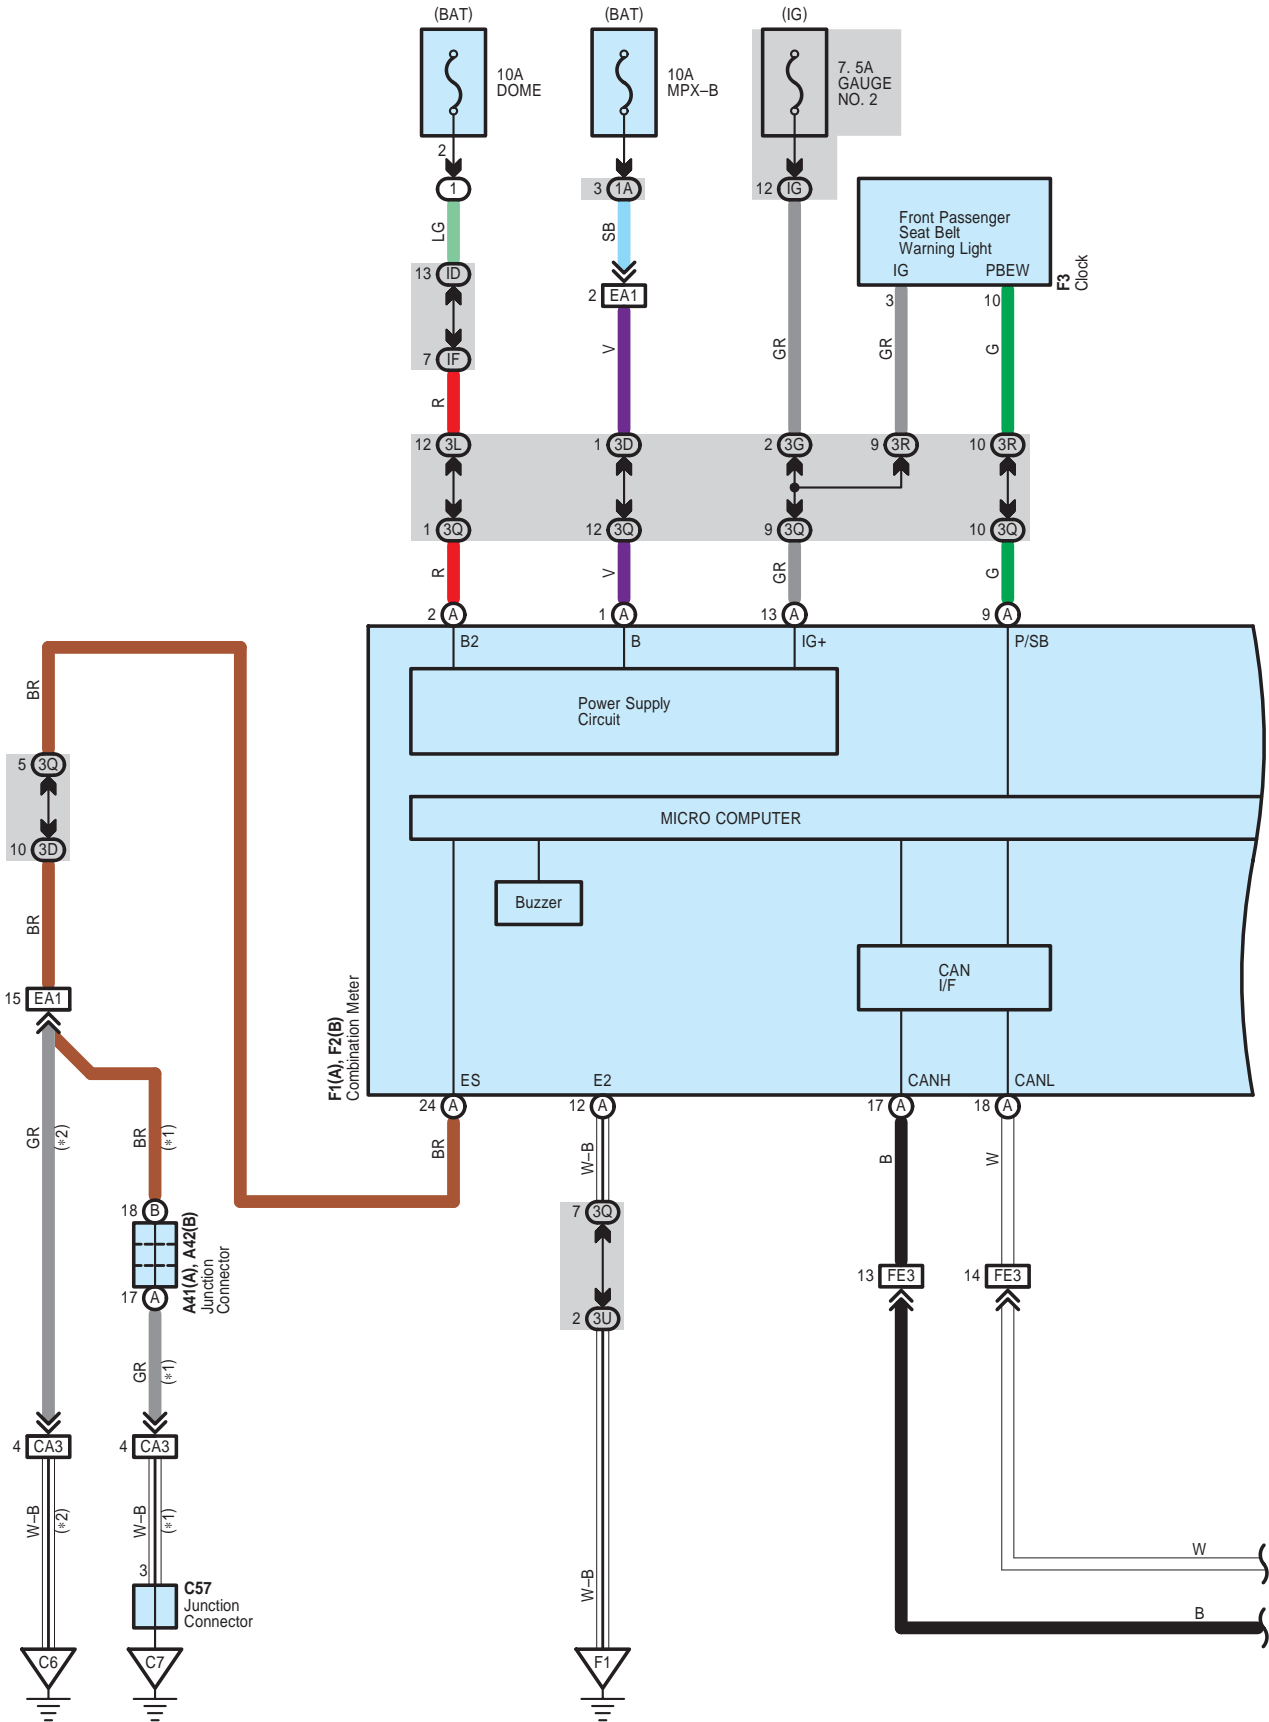 (BAT)
(BAT)
(IG)
10A
DOME
10A
MPX–B
7. 5A
GAUGE
NO. 2
2
1
3 1A
12 IG
LG
SB
Front Passenger
Seat Belt
Warning Light
IG
PBEW
F3
Clock
13 ID
2 EA1
3
10
7 IF
V
GR
GR
G
R
12 3L
1 3D
2 3G
9 3R
10 3R
1 3Q
12 3Q
9 3Q
10 3Q
R
V
GR
G
2 A
1 A
13 A
9 A
B2
B
IG+
P/SB
BR
Power Supply
Circuit
5 3Q
MICRO COMPUTER
10 3D
Buzzer
BR
CAN
I/F
15 EA1
F1(A), F2(B)
Combination Meter
ES
E2
CANH
CANL
24 A
12 A
17 A
18 A
GR
(*2)
BR
(*1)
BR
W–B
B
W
18 B
7 3Q
A41(A), A42(B)
Junction
Connector
13 FE3
14 FE3
17 A
2 3U
GR
(*1)
4 CA3
4 CA3
W–B
(*2)
W–B
(*1)
W
3
W–B
C57
Junction
Connector
B
C6
C7
F1